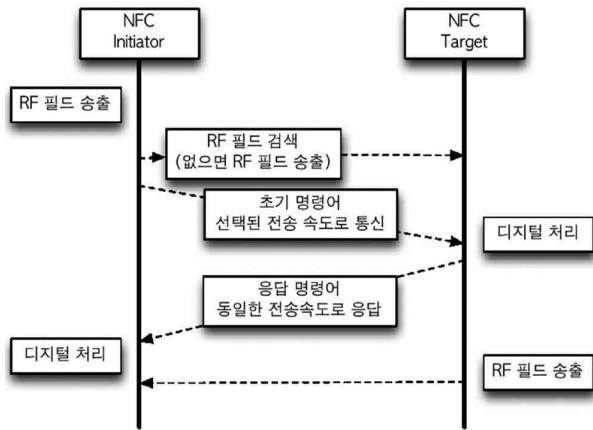 NFC
Initiator
NFC
Target
RF 필드 송출
RF 필드 검색
(없으면 RF 필드 송출)
초기 명령어
선택된 전송 속도로 통신
디지털 처리
응답 명령어
동일한 전송속도로 응답
디지털 처리
RF 필드 송출